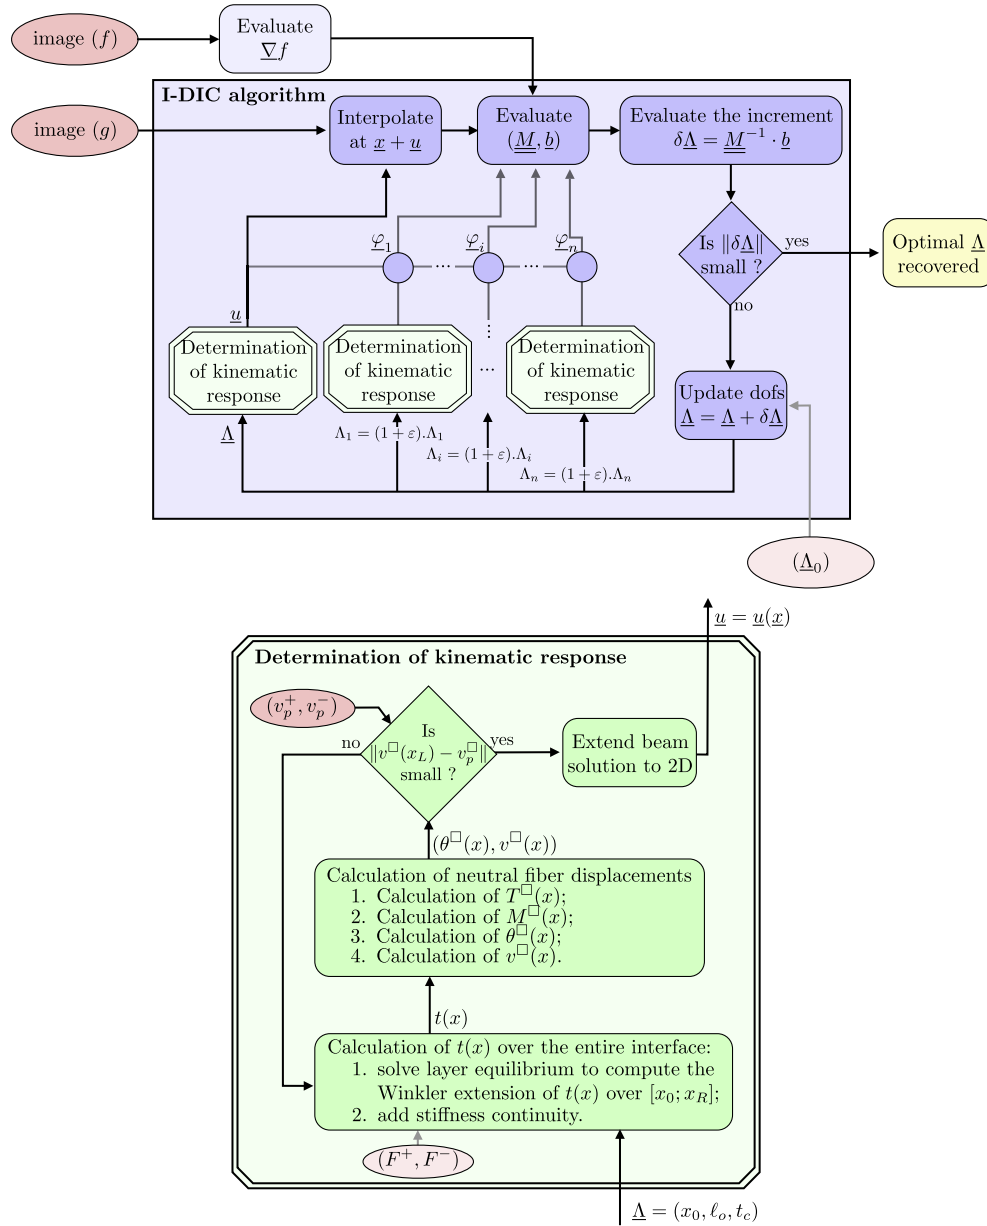 image (f)
Evaluate
∇f
I-DIC algorithm
image (g)
Interpolate
at x + u
Evaluate
(M, b)
Evaluate the increment
δΛ = M⁻¹ · b
φ₁
φᵢ
φₙ
...
...
Is ‖δΛ‖
small ?
yes
no
Optimal Λ
recovered
u
Determination
of kinematic
response
Determination
of kinematic
response
...
...
Determination
of kinematic
response
Update dofs
Λ = Λ + δΛ
Λ
Λ₁ = (1 + ε).Λ₁
Λᵢ = (1 + ε).Λᵢ
Λₙ = (1 + ε).Λₙ
(Λ₀)
u = u(x)
Determination of kinematic response
(vₚ⁺, vₚ⁻)
Is
‖v□(x_L) − vₚ□‖
small ?
no
yes
Extend beam
solution to 2D
(θ□(x), v□(x))
Calculation of neutral fiber displacements
1. Calculation of T□(x);
2. Calculation of M□(x);
3. Calculation of θ□(x);
4. Calculation of v□(x).
t(x)
Calculation of t(x) over the entire interface:
1. solve layer equilibrium to compute the
Winkler extension of t(x) over [x₀; x_R];
2. add stiffness continuity.
(F⁺, F⁻)
Λ = (x₀, ℓₒ, t_c)